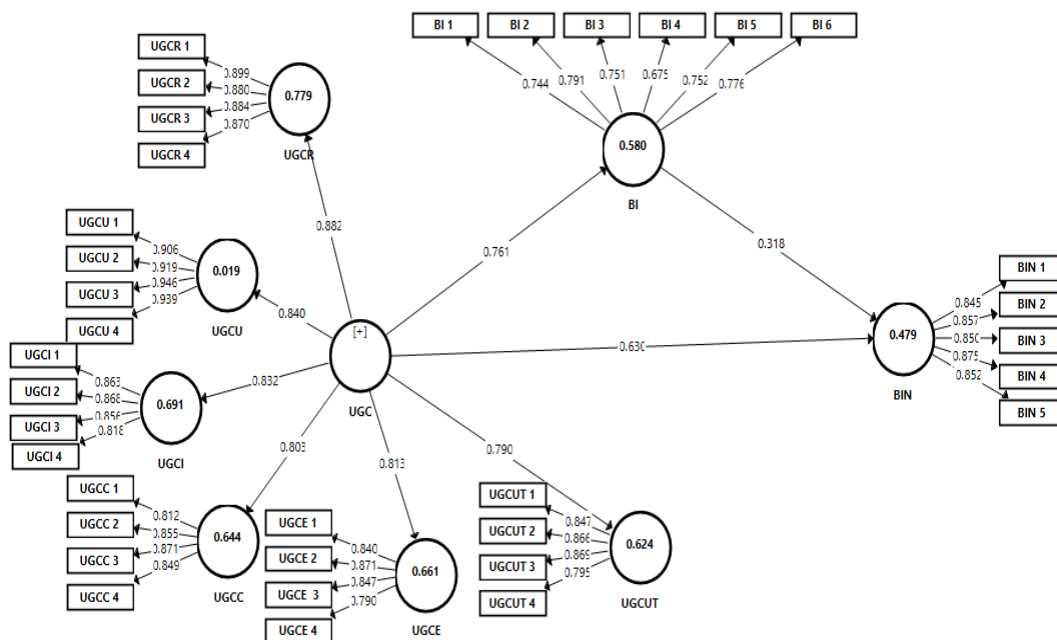 BI 1
BI 2
BI 3
BI 4
BI 5
BI 6
0.744
0.791
0.751
0.675
0.752
0.776
0.580
BI
UGCR 1
UGCR 2
UGCR 3
UGCR 4
0.899
0.880
0.884
0.870
0.779
UGCR
0.882
UGCU 1
UGCU 2
UGCU 3
UGCU 4
0.906
0.919
0.946
0.939
0.019
UGCU
0.840
0.761
0.318
[+]
UGC
0.630
BIN 1
BIN 2
BIN 3
BIN 4
BIN 5
0.845
0.857
0.850
0.875
0.852
0.479
BIN
UGCI 1
UGCI 2
UGCI 3
UGCI 4
0.863
0.868
0.856
0.818
0.691
UGCI
0.832
0.803
0.813
0.790
UGCC 1
UGCC 2
UGCC 3
UGCC 4
0.812
0.855
0.871
0.849
0.644
UGCC
UGCE 1
UGCE 2
UGCE 3
UGCE 4
0.840
0.871
0.847
0.790
0.661
UGCE
UGCUT 1
UGCUT 2
UGCUT 3
UGCUT 4
0.847
0.866
0.869
0.795
0.624
UGCUT